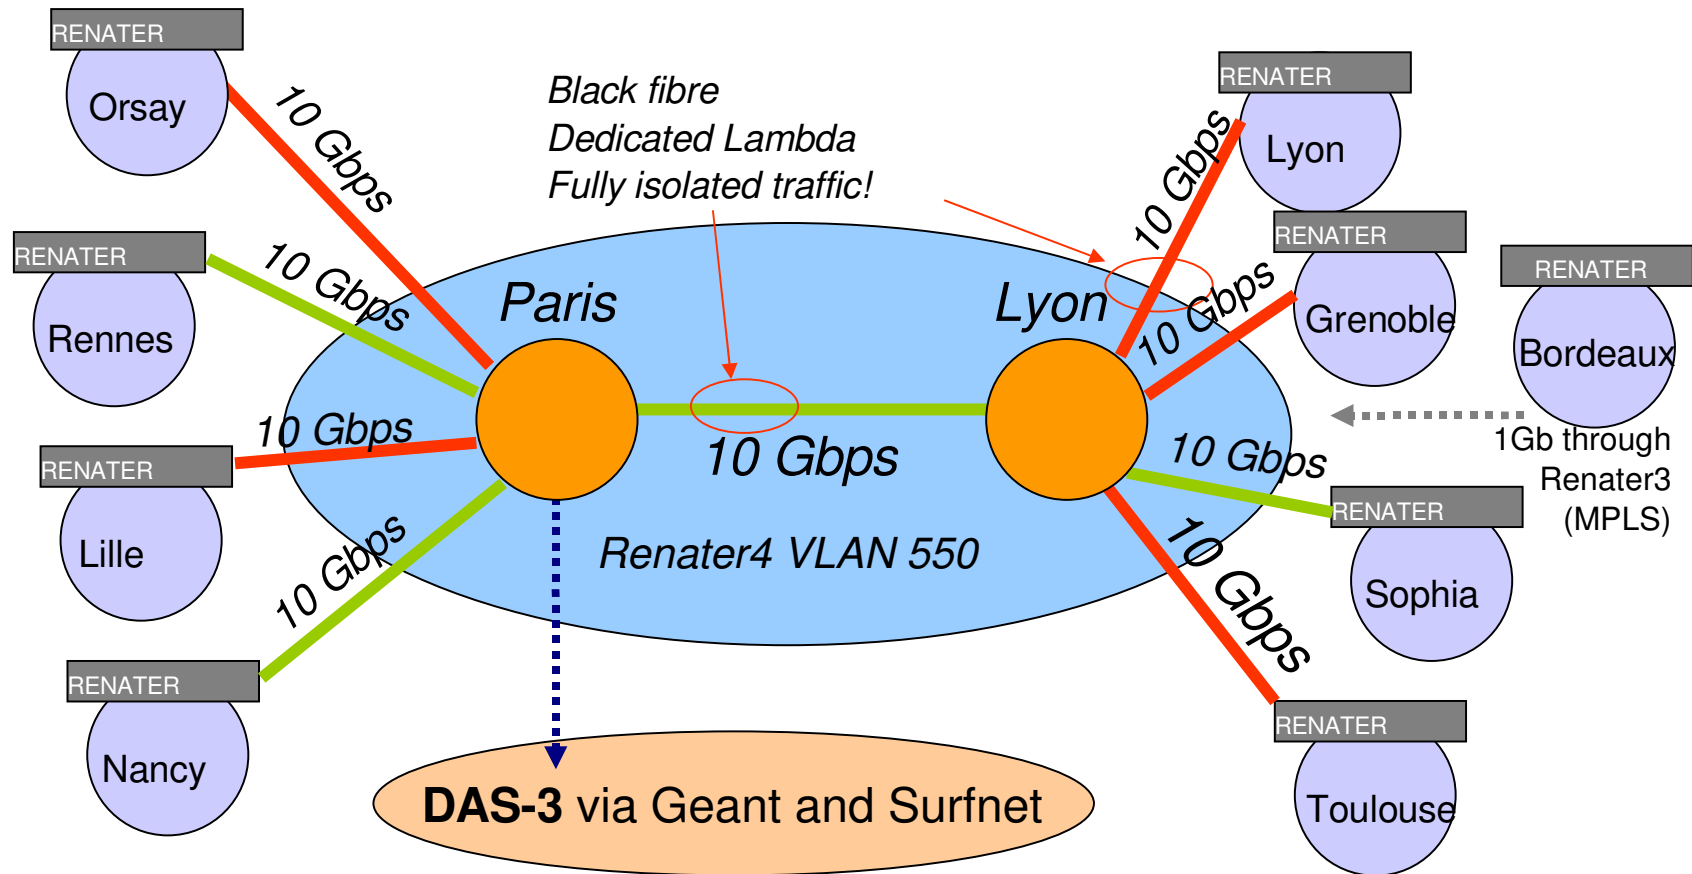 RENATER
Orsay
10 Gbps
Black fibre
Dedicated Lambda
Fully isolated traffic!
RENATER
Lyon
10 Gbps
RENATER
Rennes
10 Gbps
Paris
Lyon
RENATER
Grenoble
10 Gbps
RENATER
Bordeaux
1Gb through
Renater3
(MPLS)
RENATER
Lille
10 Gbps
10 Gbps
10 Gbps
RENATER
Sophia
Renater4 VLAN 550
RENATER
Nancy
10 Gbps
10 Gbps
RENATER
Toulouse
DAS-3 via Geant and Surfnet